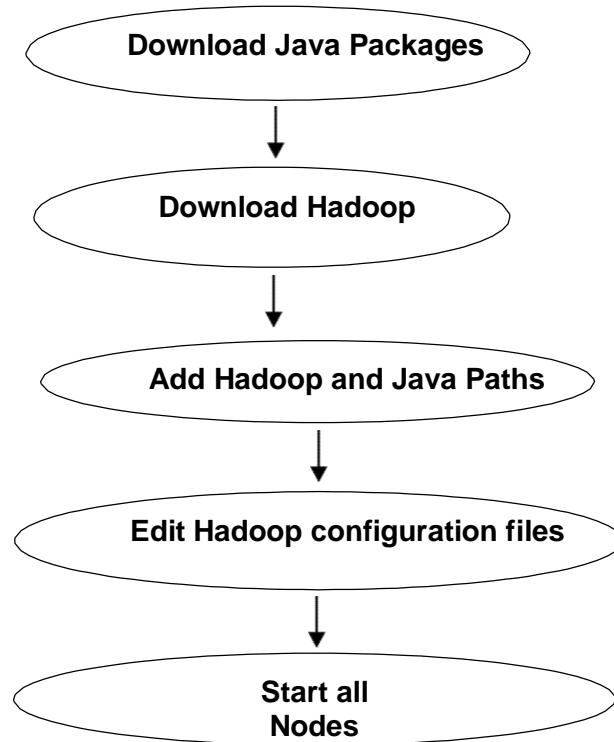 Download Java Packages
Download Hadoop
Add Hadoop and Java Paths
Edit Hadoop configuration files
Start all
Nodes